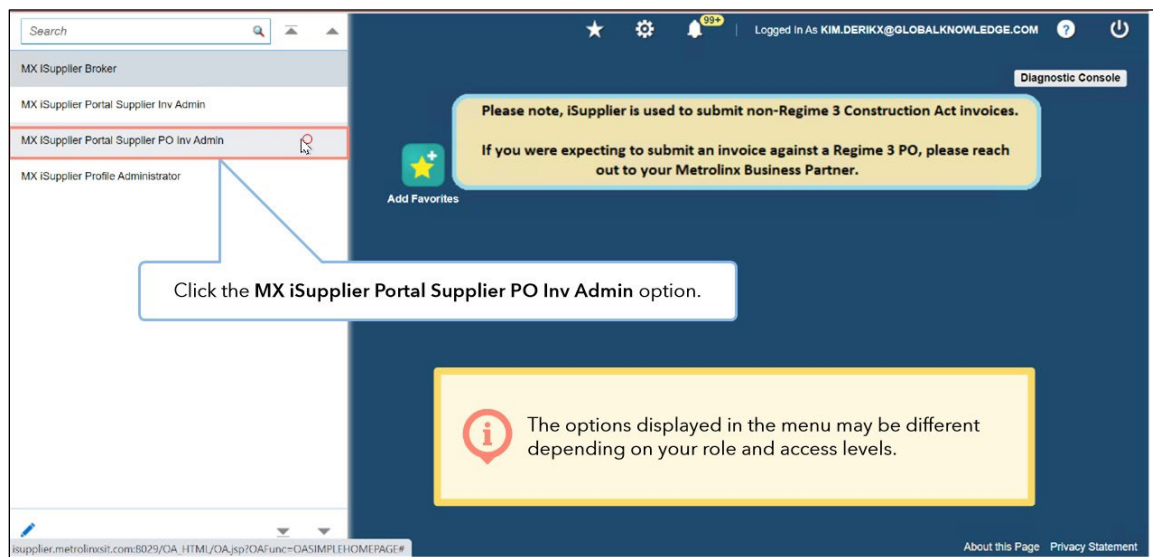 Search
99+
Logged In As KIM.DERIKX@GLOBALKNOWLEDGE.COM
?
MX iSupplier Broker
Diagnostic Console
MX iSupplier Portal Supplier Inv Admin
Please note, iSupplier is used to submit non-Regime 3 Construction Act invoices.
MX iSupplier Portal Supplier PO Inv Admin
If you were expecting to submit an invoice against a Regime 3 PO, please reach
out to your Metrolinx Business Partner.
MX iSupplier Profile Administrator
Add Favorites
Click the MX iSupplier Portal Supplier PO Inv Admin option.
The options displayed in the menu may be different
depending on your role and access levels.
isupplier.metrolinxsit.com:8029/OA_HTML/OA.jsp?OAFunc=OASIMPLEHOMEPAGE#
About this Page Privacy Statement